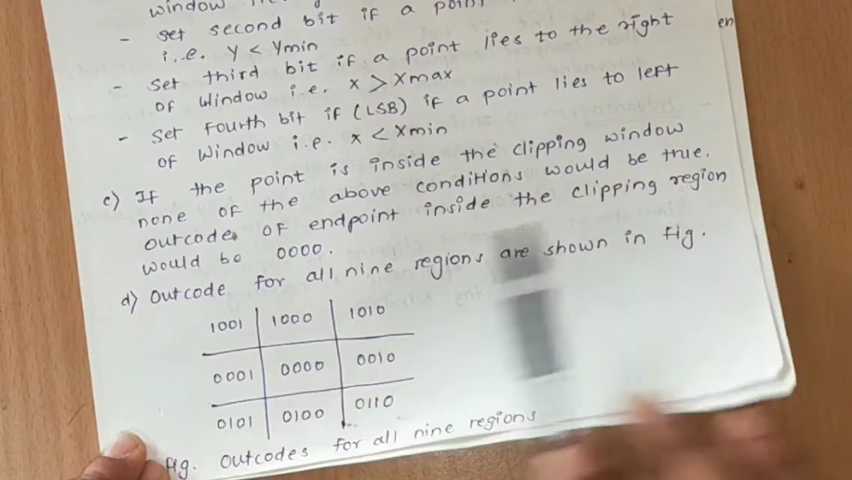 window
- set second bit if a point
i.e. y < ymin
- set third bit if a point lies to the right
of window i.e. x > xmax
- set fourth bit if (LSB) if a point lies to left
of window i.e. x < xmin
c) If the point is inside the clipping window
none of the above conditions would be true.
outcode of endpoint inside the clipping region
would be 0000.
d) outcode for all nine regions are shown in fig.
1001 1000 1010
0001 0000 0010
0101 0100 0110
Fig. outcodes for all nine regions
en